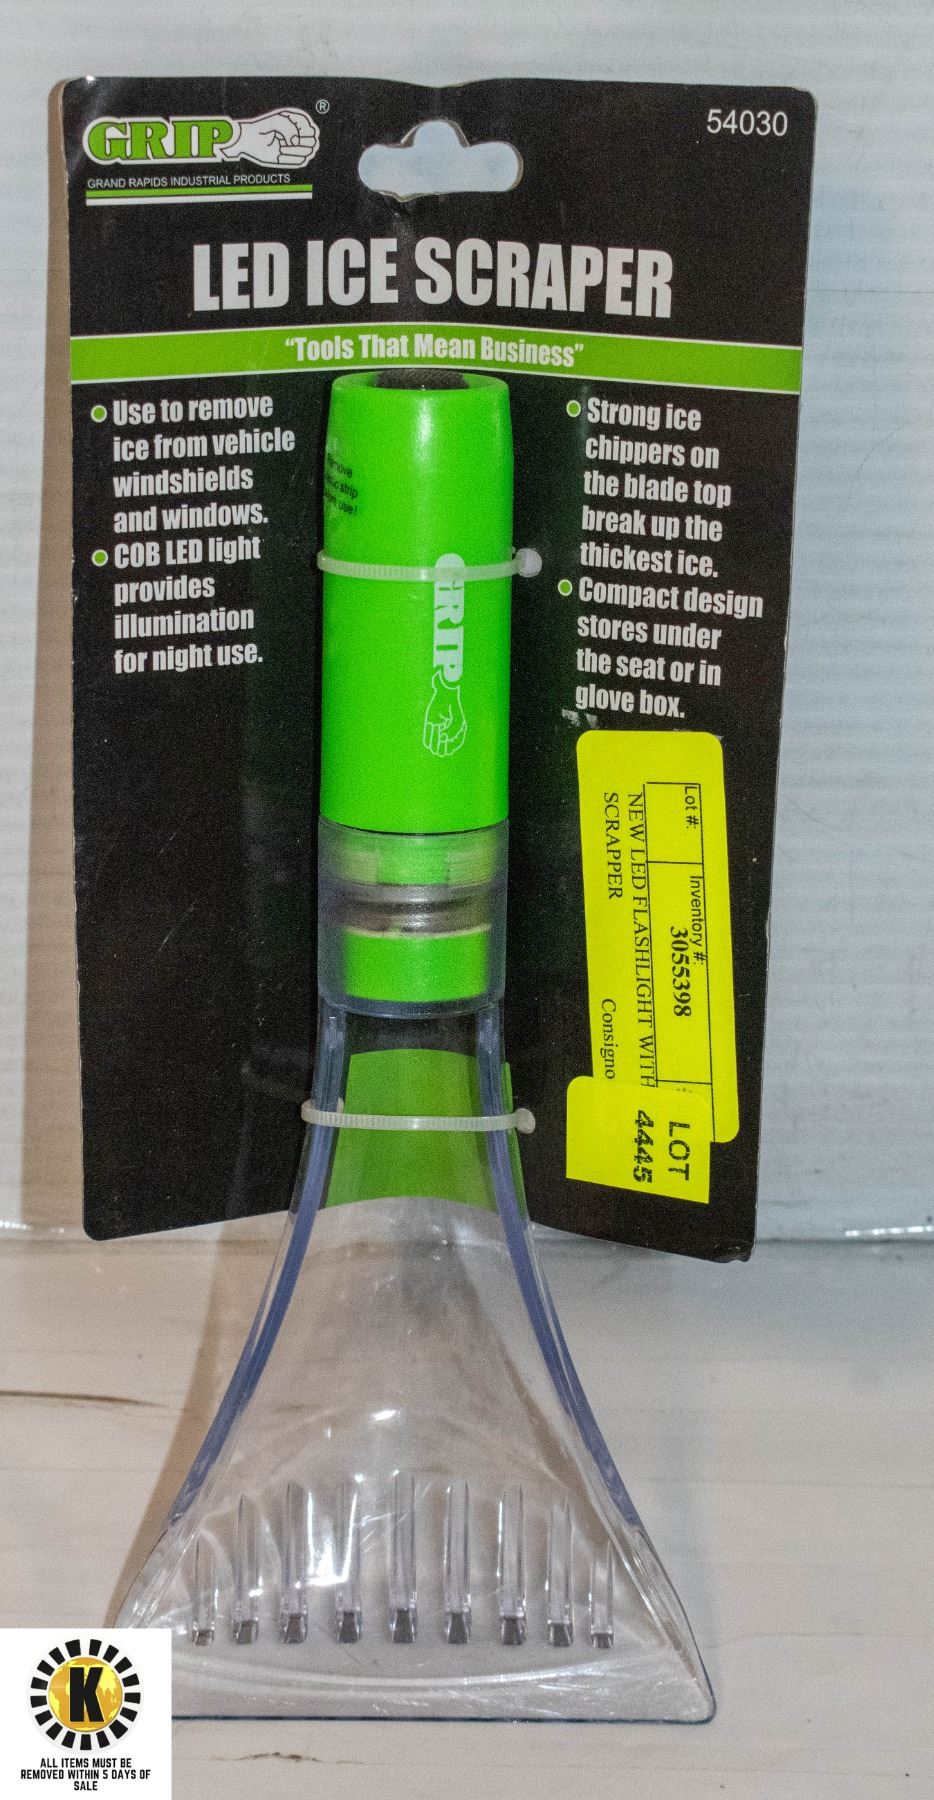 GRIP®
GRAND RAPIDS INDUSTRIAL PRODUCTS
54030
LED ICE SCRAPER
“Tools That Mean Business”
Use to remove
ice from vehicle
windshields
and windows.
COB LED light
provides
illumination
for night use.
Strong ice
chippers on
the blade top
break up the
thickest ice.
Compact design
stores under
the seat or in
glove box.
strip
use!
GRIP
Lot #:
Inventory #:
3055398
NEW LED FLASHLIGHT WITH
SCRAPPER
Consigno
LOT
4445
K
ALL ITEMS MUST BE
REMOVED WITHIN 5 DAYS OF
SALE